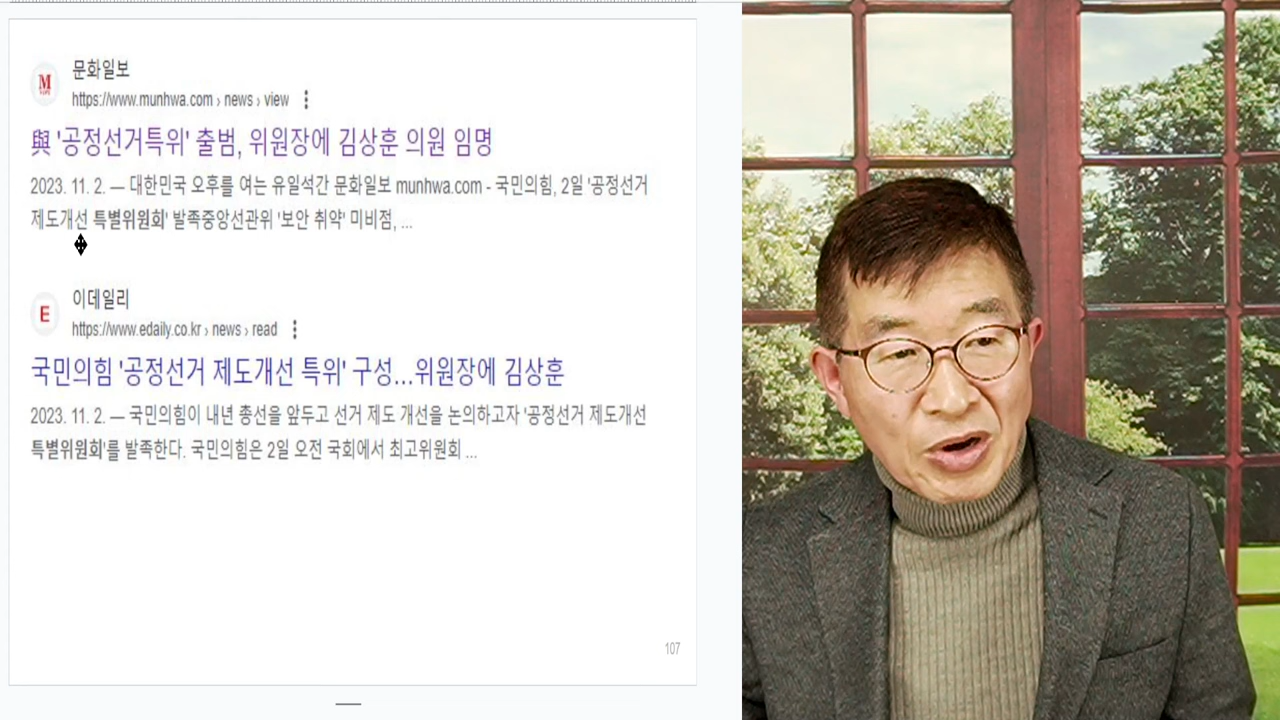 문화일보
https://www.munhwa.com › news › view
與 '공정선거특위' 출범, 위원장에 김상훈 의원 임명
2023. 11. 2. — 대한민국 오후를 여는 유일석간 문화일보 munhwa.com - 국민의힘, 2일 '공정선거
제도개선 특별위원회' 발족중앙선관위 '보안 취약' 미비점, ...
이데일리
https://www.edaily.co.kr › news › read
국민의힘 '공정선거 제도개선 특위' 구성...위원장에 김상훈
2023. 11. 2. — 국민의힘이 내년 총선을 앞두고 선거 제도 개선을 논의하고자 '공정선거 제도개선
특별위원회'를 발족한다. 국민의힘은 2일 오전 국회에서 최고위원회 ...
107